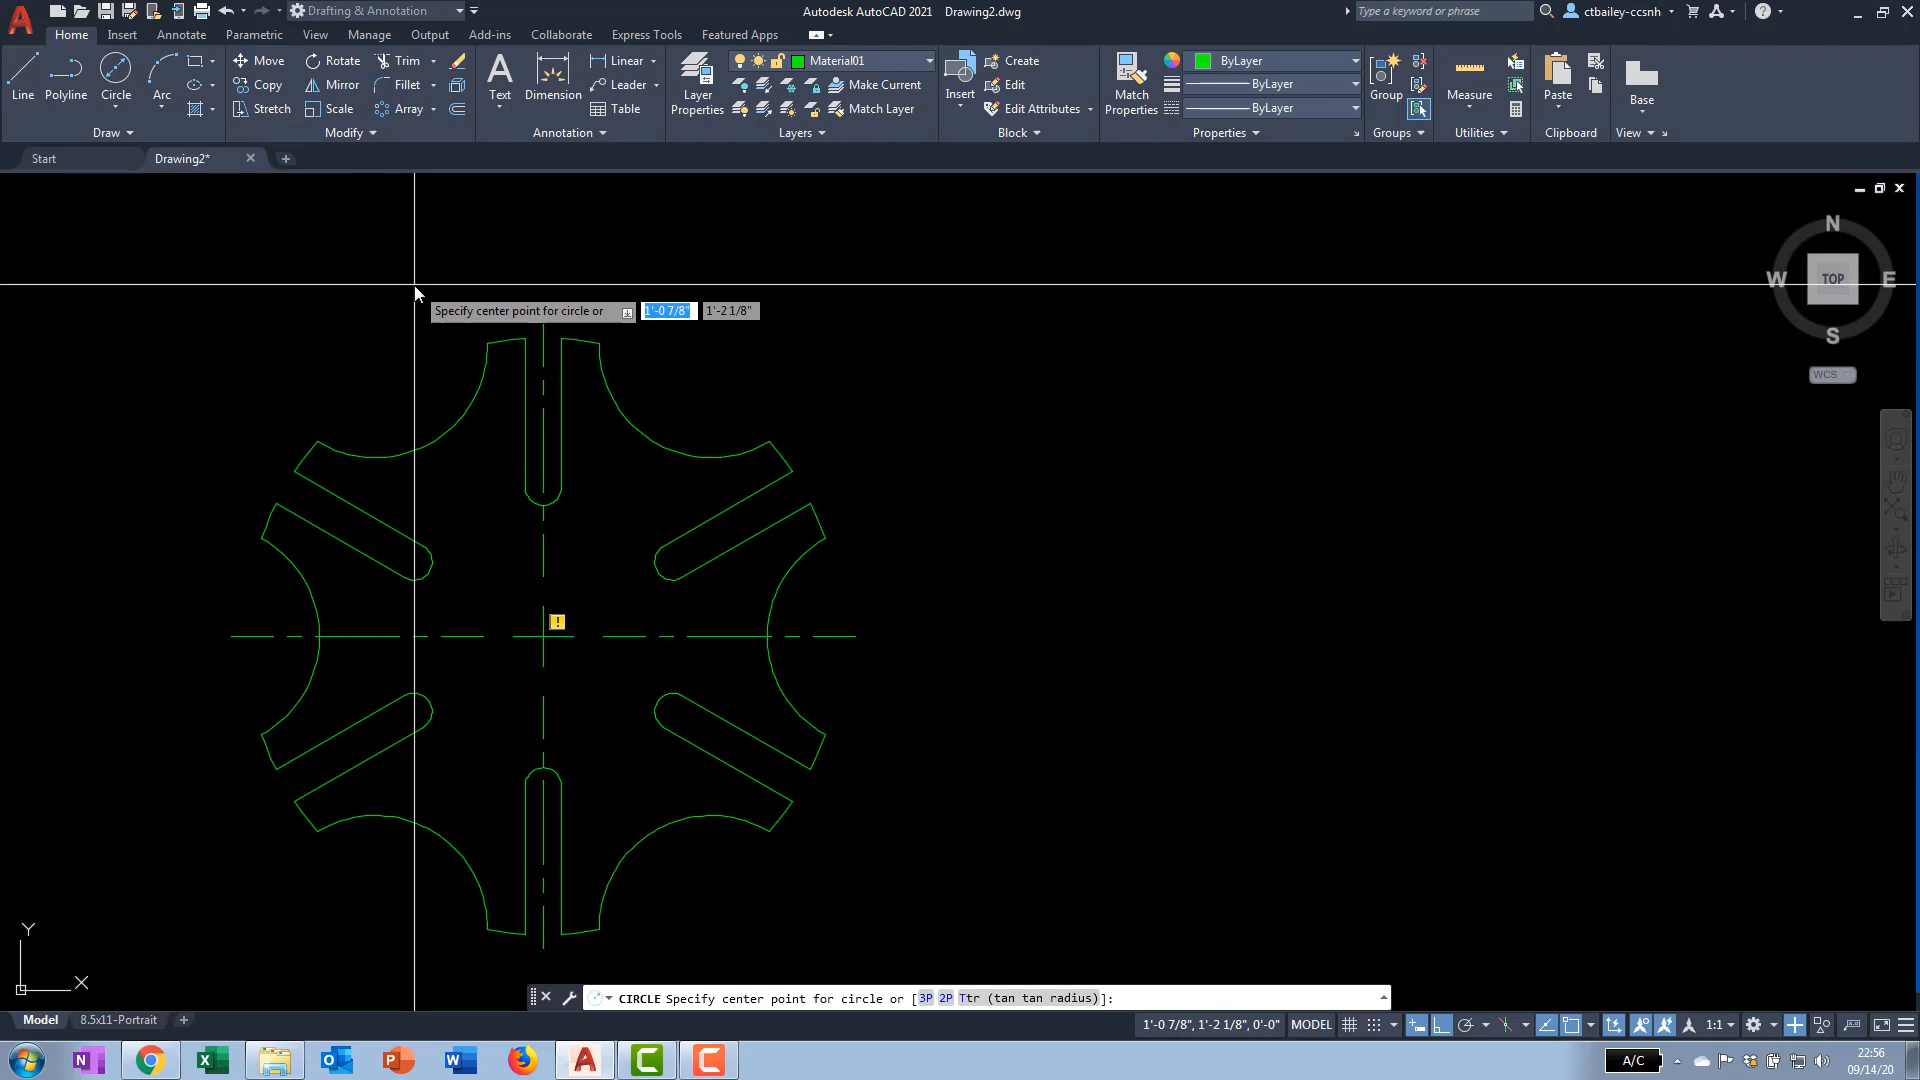 Drafting & Annotation
Autodesk AutoCAD 2021 Drawing2.dwg
Type a keyword or phrase
ctbailey-ccsnh
Home Insert Annotate Parametric View Manage Output Add-ins Collaborate Express Tools Featured Apps
Move Rotate Trim Linear Material01 Create ByLayer
Line Polyline Circle Arc Copy Mirror Fillet Text Dimension Leader Layer Properties Make Current Insert Edit Match Properties ByLayer Group Measure Paste Base
Stretch Scale Array Table Match Layer Edit Attributes ByLayer
Draw Modify Annotation Layers Block Properties Groups Utilities Clipboard View
Start Drawing2*
N
W TOP E
S
WCS
Specify center point for circle or 1'-0 7/8" 1'-2 1/8"
!
Y
X
CIRCLE Specify center point for circle or [3P 2P Ttr (tan tan radius)]:
Model 8.5x11-Portrait
1'-0 7/8", 1'-2 1/8", 0'-0" MODEL 1:1
A/C
22:56
09/14/20